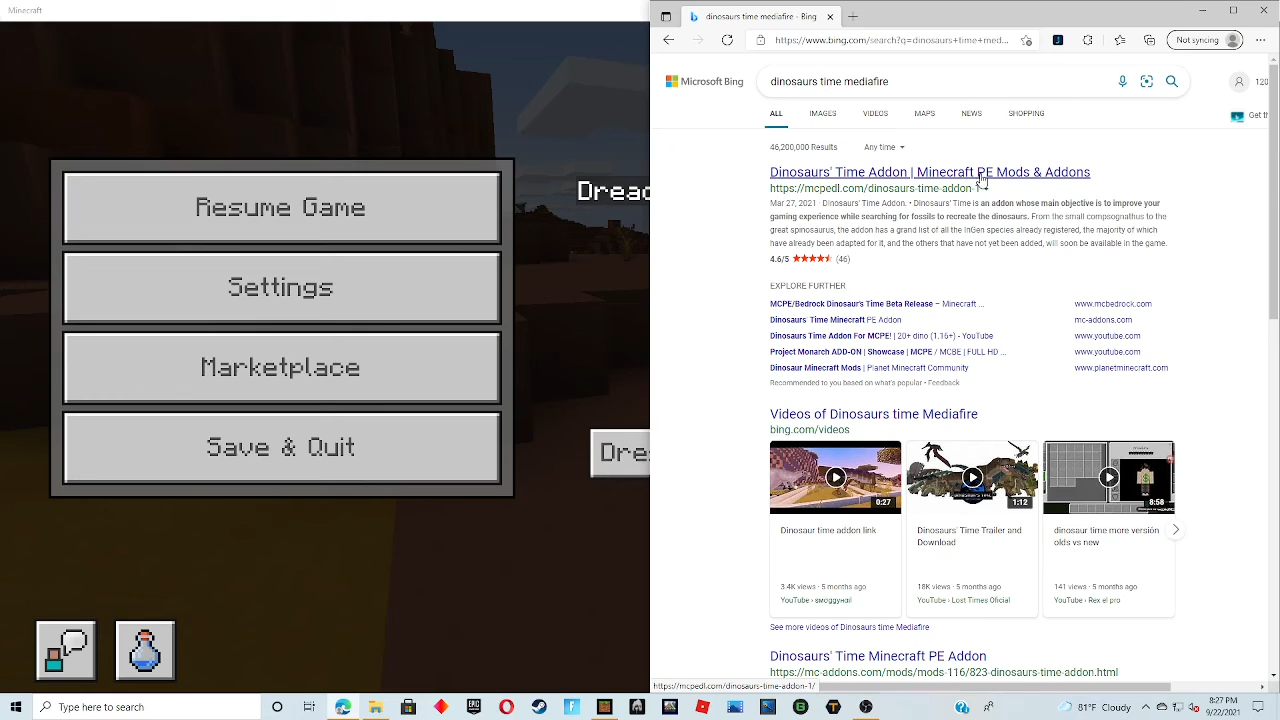 Minecraft
Resume Game
Settings
Marketplace
Save & Quit
Dread
Dre
dinosaurs time mediafire - Bing
https://www.bing.com/search?q=dinosaurs+time+med...
Not syncing
Microsoft Bing
dinosaurs time mediafire
120
ALL
IMAGES
VIDEOS
MAPS
NEWS
SHOPPING
Get th
46,200,000 Results
Any time
Dinosaurs' Time Addon | Minecraft PE Mods & Addons
https://mcpedl.com/dinosaurs-time-addon-
Mar 27, 2021 · Dinosaurs' Time Addon. • Dinosaurs' Time is an addon whose main objective is to improve your
gaming experience while searching for fossils to recreate the dinosaurs. From the small compsognathus to the
great spinosaurus, the addon has a grand list of all the InGen species already registered, the majority of which
have already been adapted for it, and the others that have not yet been added, will soon be available in the game.
4.6/5 (46)
EXPLORE FURTHER
MCPE/Bedrock Dinosaur's Time Beta Release – Minecraft ... www.mcbedrock.com
Dinosaurs' Time Minecraft PE Addon mc-addons.com
Dinosaurs Time Addon For MCPE! | 20+ dino (1.16+) - YouTube www.youtube.com
Project Monarch ADD-ON | Showcase | MCPE / MCBE | FULL HD ... www.youtube.com
Dinosaur Minecraft Mods | Planet Minecraft Community www.planetminecraft.com
Recommended to you based on what's popular • Feedback
Videos of Dinosaurs time Mediafire
bing.com/videos
0:27
1:12
8:58
Dinosaur time addon link
Dinosaurs' Time Trailer and
Download
dinosaur time more versión
olds vs new
3.4K views · 5 months ago
18K views · 5 months ago
141 views · 5 months ago
YouTube › Lost Times Oficial
YouTube › Rex el pro
See more videos of Dinosaurs time Mediafire
Dinosaurs' Time Minecraft PE Addon
https://mc-addons.com/mods/mods-116/823-dinosaurs-time-addon.html
https://mcpedl.com/dinosaurs-time-addon-1/
Type here to search
81°F Cloudy
8:27 PM
9/22/2021